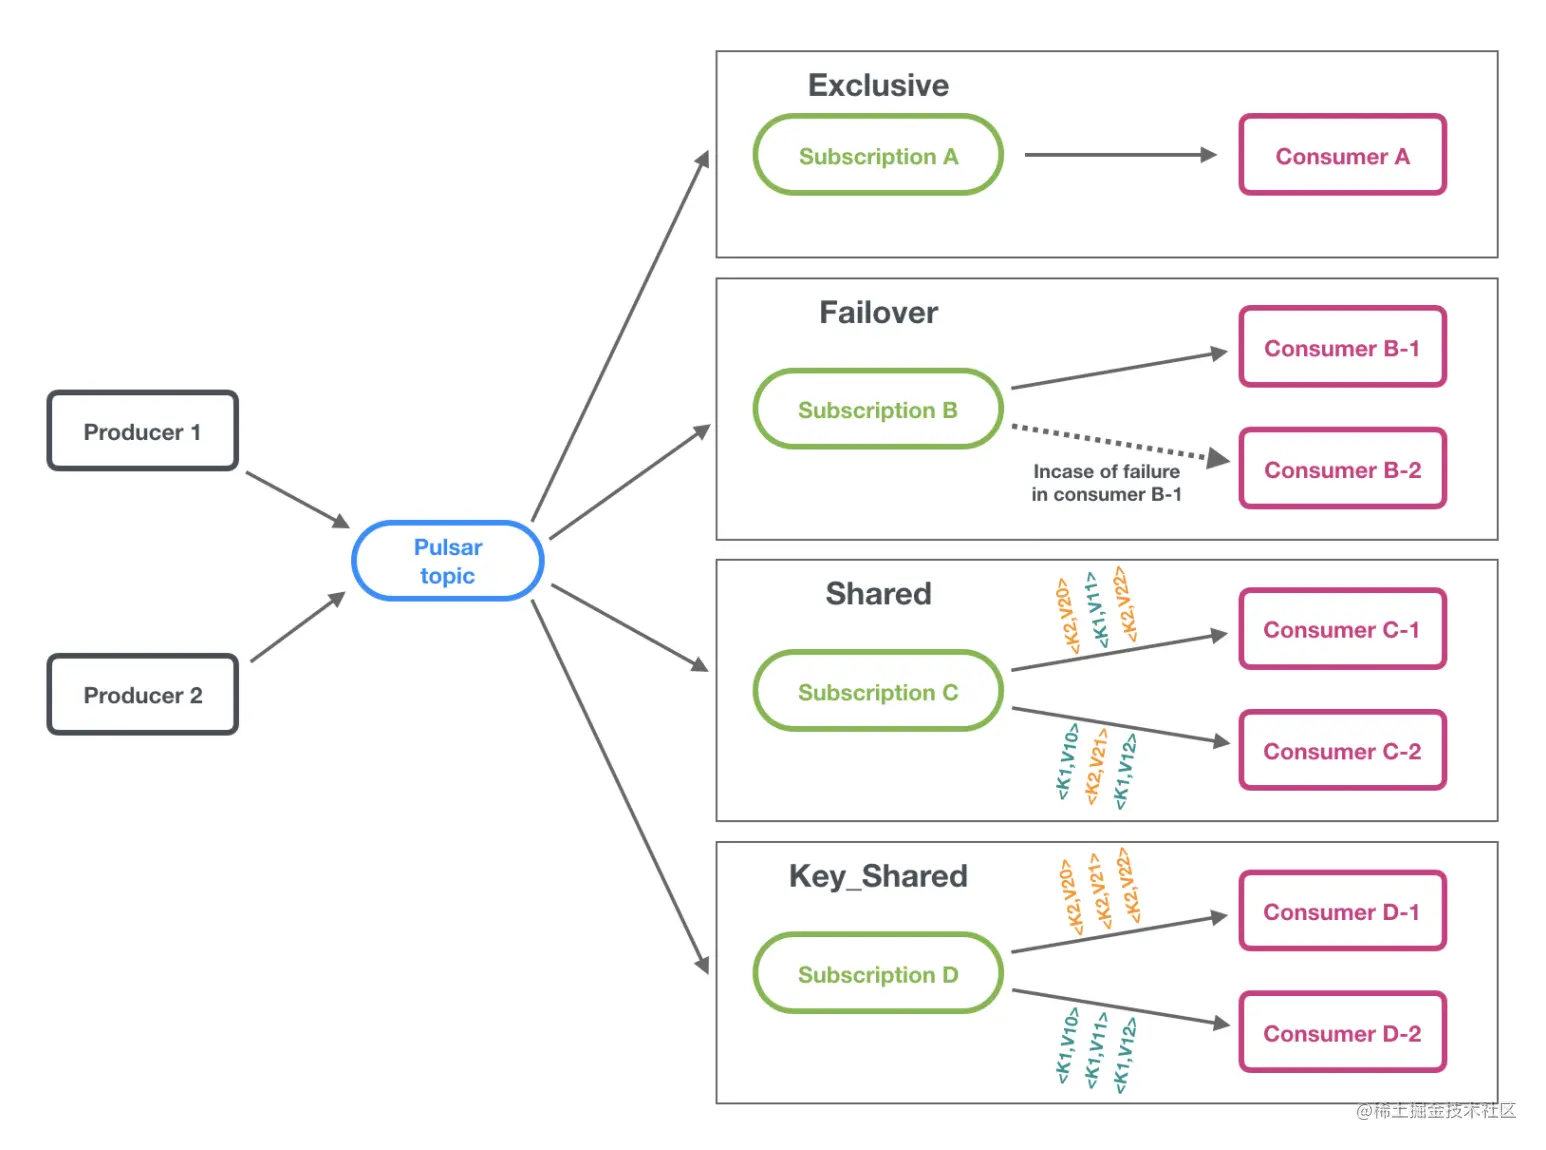 Producer 1
Producer 2
Pulsar
topic
Exclusive
Subscription A
Consumer A
Failover
Subscription B
Consumer B-1
Incase of failure
in consumer B-1
Consumer B-2
Shared
<K2,V20>
<K1,V11>
<K2,V22>
Subscription C
Consumer C-1
<K1,V10>
<K2,V21>
<K1,V12>
Consumer C-2
Key_Shared
<K2,V20>
<K2,V21>
<K2,V22>
Subscription D
Consumer D-1
<K1,V10>
<K1,V11>
<K1,V12>
Consumer D-2
@稀土掘金技术社区